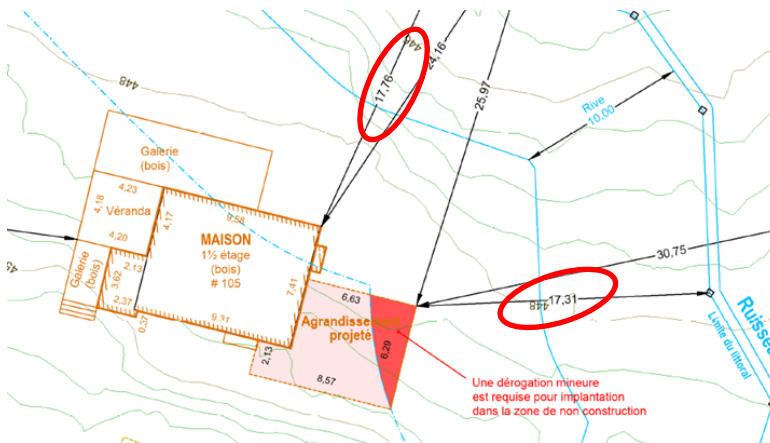 446
448
17,76
24,16
25,97
Rive
10,00
Galerie
(bois)
4,23
4,18
Véranda
4,17
9,58
4,20
MAISON
1½ étage
(bois)
# 105
Galerie
(bois)
2,13
3,62
2,37
0,37
9,31
7,41
30,75
17,31
448
6,63
Agrandissement
projeté
6,29
2,13
8,57
Limite du littoral
Une dérogation mineure
est requise pour implantation
dans la zone de non construction